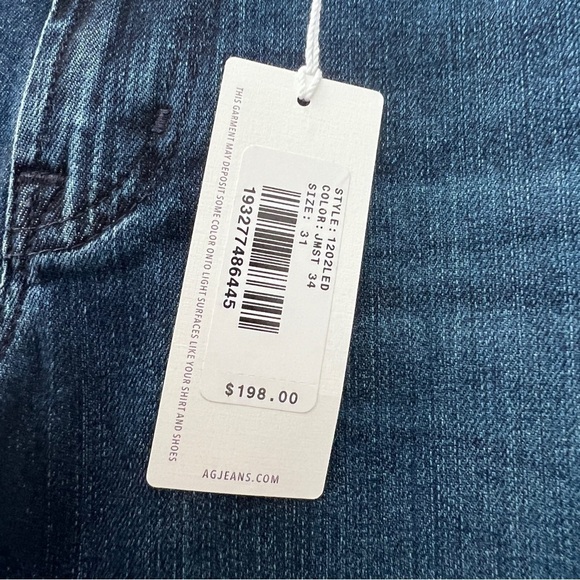 THIS GARMENT MAY DEPOSIT SOME COLOR ONTO LIGHT SURFACES LIKE YOUR SHIRT AND SHOES
STYLE: 1202LED
COLOR: JMST 34
SIZE: 31
193277486445
$198.00
AGJEANS.COM